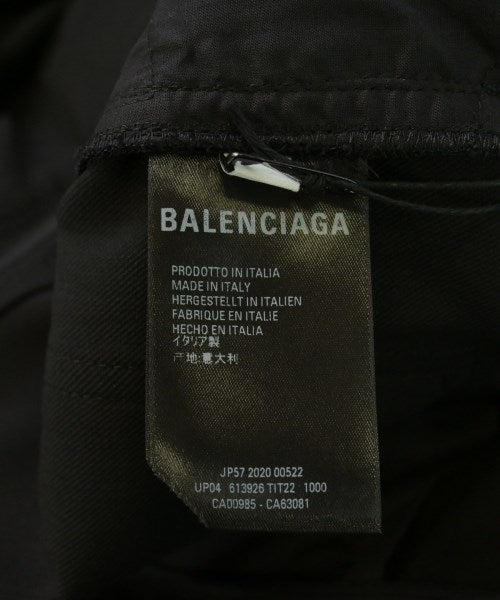 BALENCIAGA
PRODOTTO IN ITALIA
MADE IN ITALY
HERGESTELLT IN ITALIEN
FABRIQUE EN ITALIE
HECHO EN ITALIA
イタリア製
产地:意大利
JP57 2020 00522
UP04 613926 TIT22 1000
CA00985 - CA63081